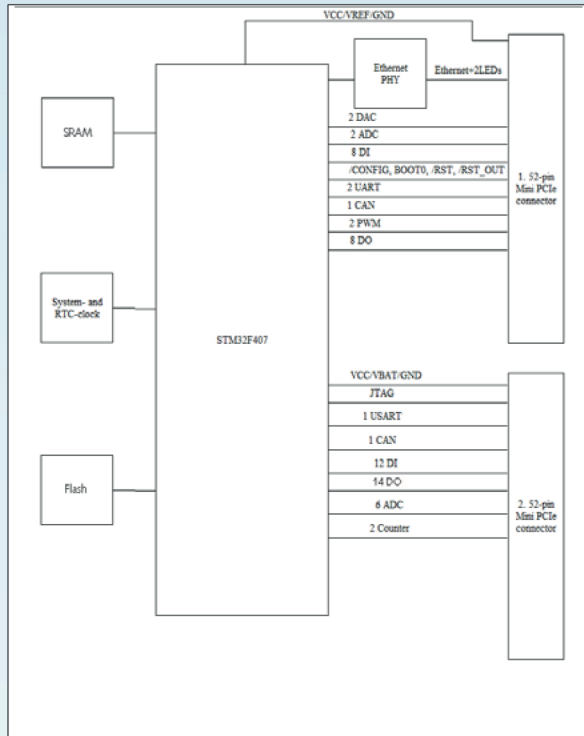 VCC/VREF/GND
Ethernet
PHY
Ethernet+2LEDs
SRAM
2 DAC
2 ADC
8 DI
/CONFIG, BOOT0, /RST, /RST_OUT
2 UART
1 CAN
2 PWM
8 DO
1. 52-pin
Mini PCIe
connector
System- and
RTC-clock
STM32F407
VCC/VBAT/GND
JTAG
1 USART
1 CAN
12 DI
14 DO
6 ADC
2 Counter
2. 52-pin
Mini PCIe
connector
Flash